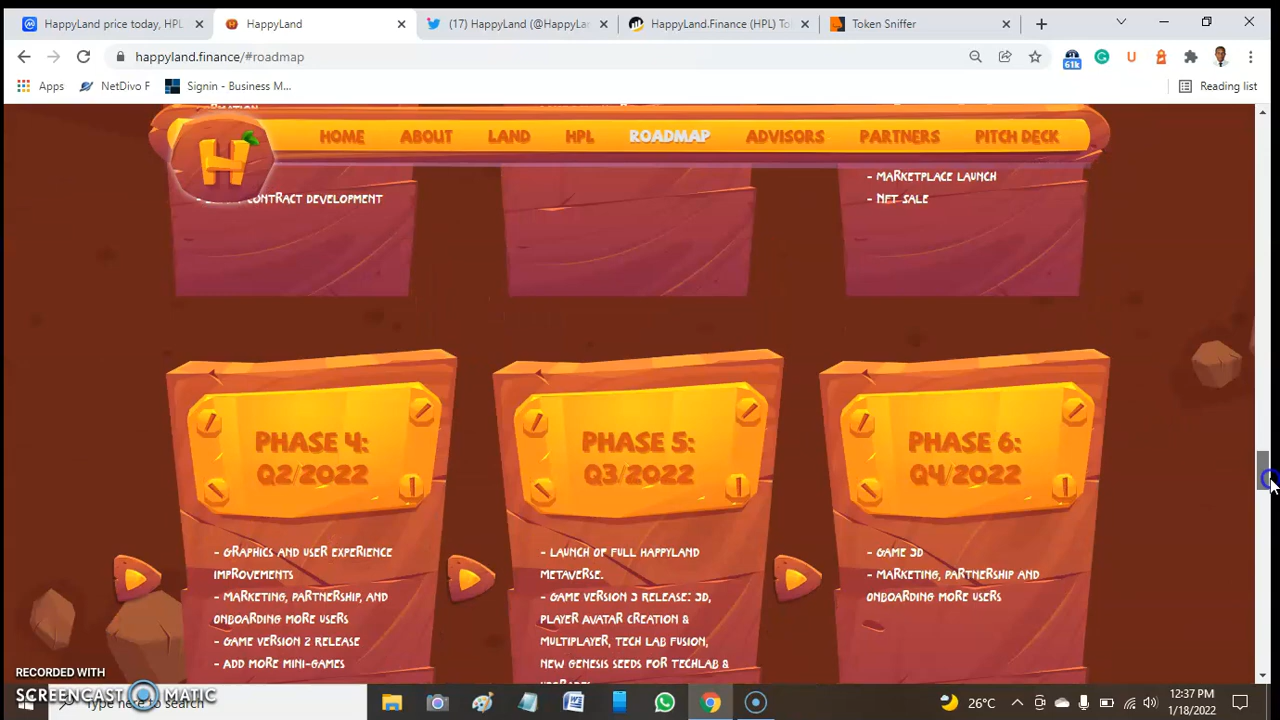 HappyLand price today, HPL
HappyLand
(17) HappyLand (@HappyLa
HappyLand.Finance (HPL) To
Token Sniffer
happyland.finance/#roadmap
61k
Apps
NetDivo F
Signin - Business M...
Reading list
H
HOME
ABOUT
LAND
HPL
ROADMAP
ADVISORS
PARTNERS
PITCH DECK
CONTRACT DEVELOPMENT
- MARKETPLACE LAUNCH
- NFT SALE
PHASE 4:
Q2/2022
- GRAPHICS AND USER EXPERIENCE
IMPROVEMENTS
- MARKETING, PARTNERSHIP, AND
ONBOARDING MORE USERS
- GAME VERSION 2 RELEASE
- ADD MORE MINI-GAMES
PHASE 5:
Q3/2022
- LAUNCH OF FULL HAPPYLAND
METAVERSE.
- GAME VERSION 3 RELEASE: 3D,
PLAYER AVATAR CREATION &
MULTIPLAYER, TECH LAB FUSION,
NEW GENESIS SEEDS FOR TECHLAB &
PHASE 6:
Q4/2022
- GAME 3D
- MARKETING, PARTNERSHIP AND
ONBOARDING MORE USERS
RECORDED WITH
SCREENCAST MATIC
Type here to search
26°C
12:37 PM
1/18/2022